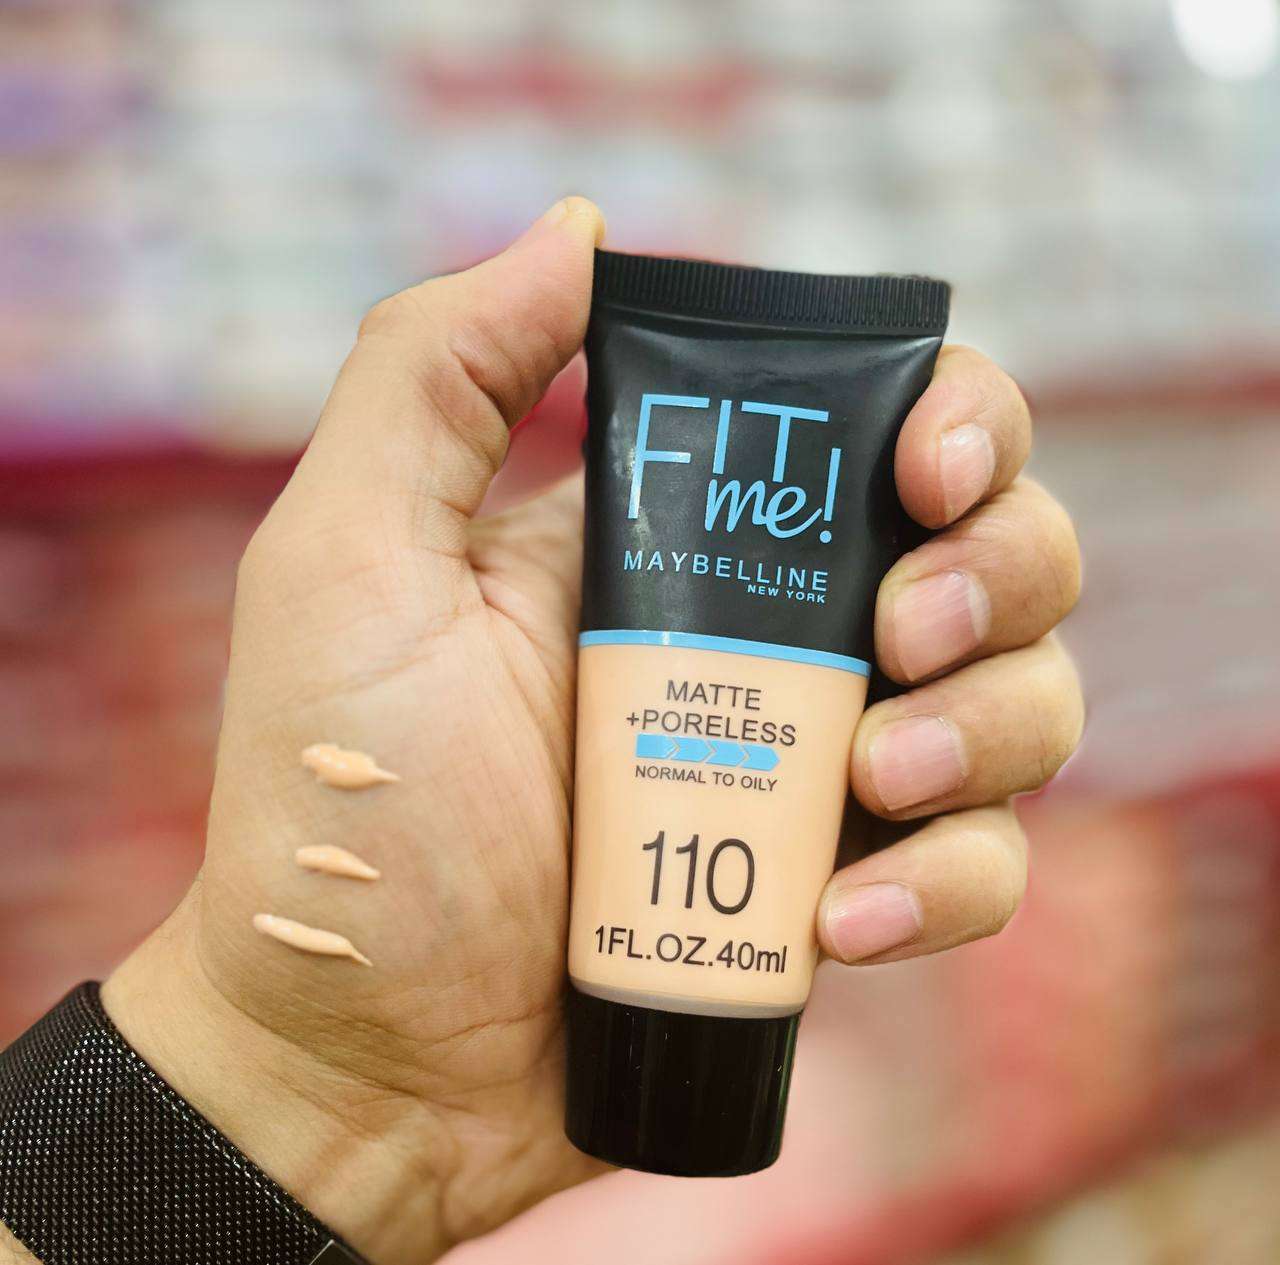 FIT
me!
MAYBELLINE
NEW YORK
MATTE
+PORELESS
NORMAL TO OILY
110
1FL.OZ.40ml